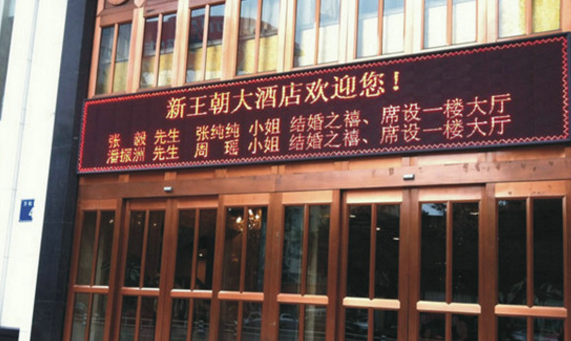 新王朝大酒店欢迎您！
张 毅 先生 张纯纯 小姐 结婚之禧、席设一楼大厅
潘振洲 先生 周 瑶 小姐 结婚之禧、席设一楼大厅